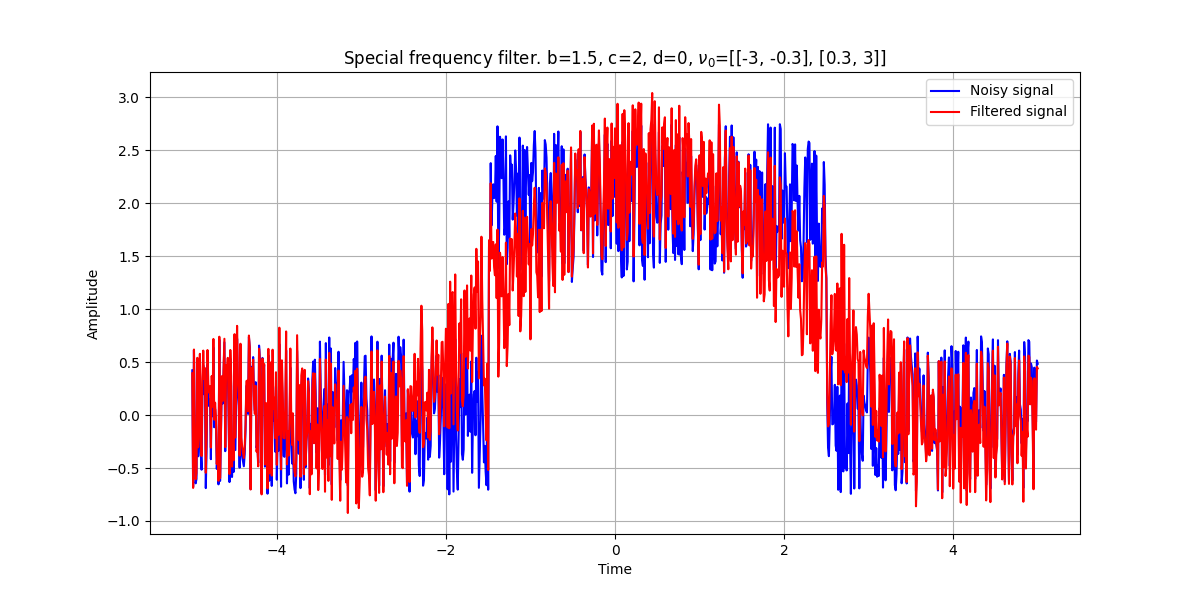 Special frequency filter. b=1.5, c=2, d=0, ν₀=[[-3, -0.3], [0.3, 3]]
Noisy signal
Filtered signal
3.0
2.5
2.0
1.5
1.0
0.5
0.0
−0.5
−1.0
Amplitude
−4
−2
0
2
4
Time